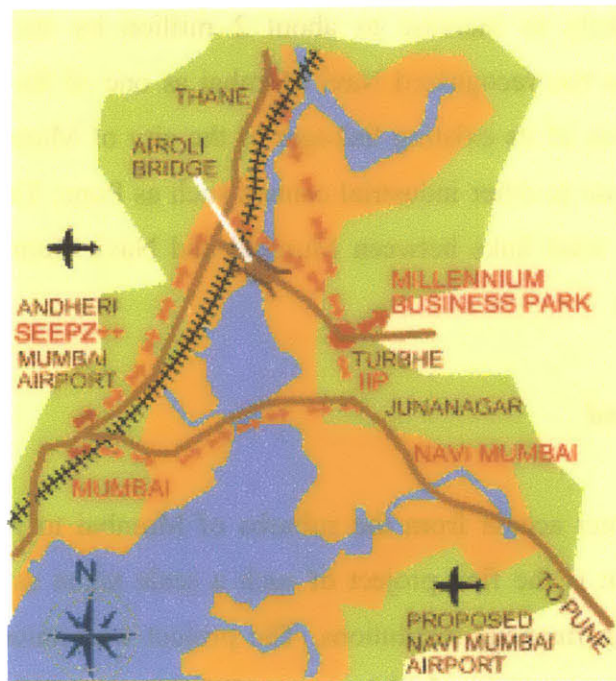 THANE
AIROLI
BRIDGE
ANDHERI
SEEPZ++
MUMBAI
AIRPORT
MILLENNIUM
BUSINESS PARK
TURBHE
IIP
JUNANAGAR
NAVI MUMBAI
MUMBAI
N
TO PUNE
PROPOSED
NAVI MUMBAI
AIRPORT